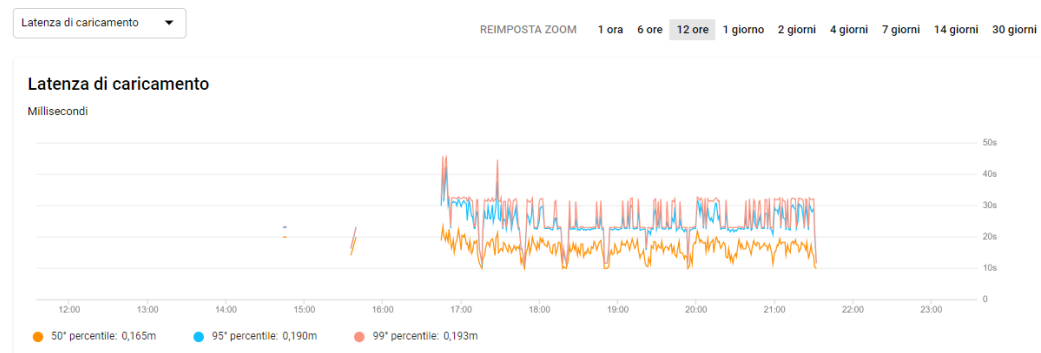 Latenza di caricamento
REIMPOSTA ZOOM 1 ora 6 ore 12 ore 1 giorno 2 giorni 4 giorni 7 giorni 14 giorni 30 giorni
Latenza di caricamento
Millisecondi
50s
40s
30s
20s
10s
0
12:00 13:00 14:00 15:00 16:00 17:00 18:00 19:00 20:00 21:00 22:00 23:00
50° percentile: 0,165m 95° percentile: 0,190m 99° percentile: 0,193m